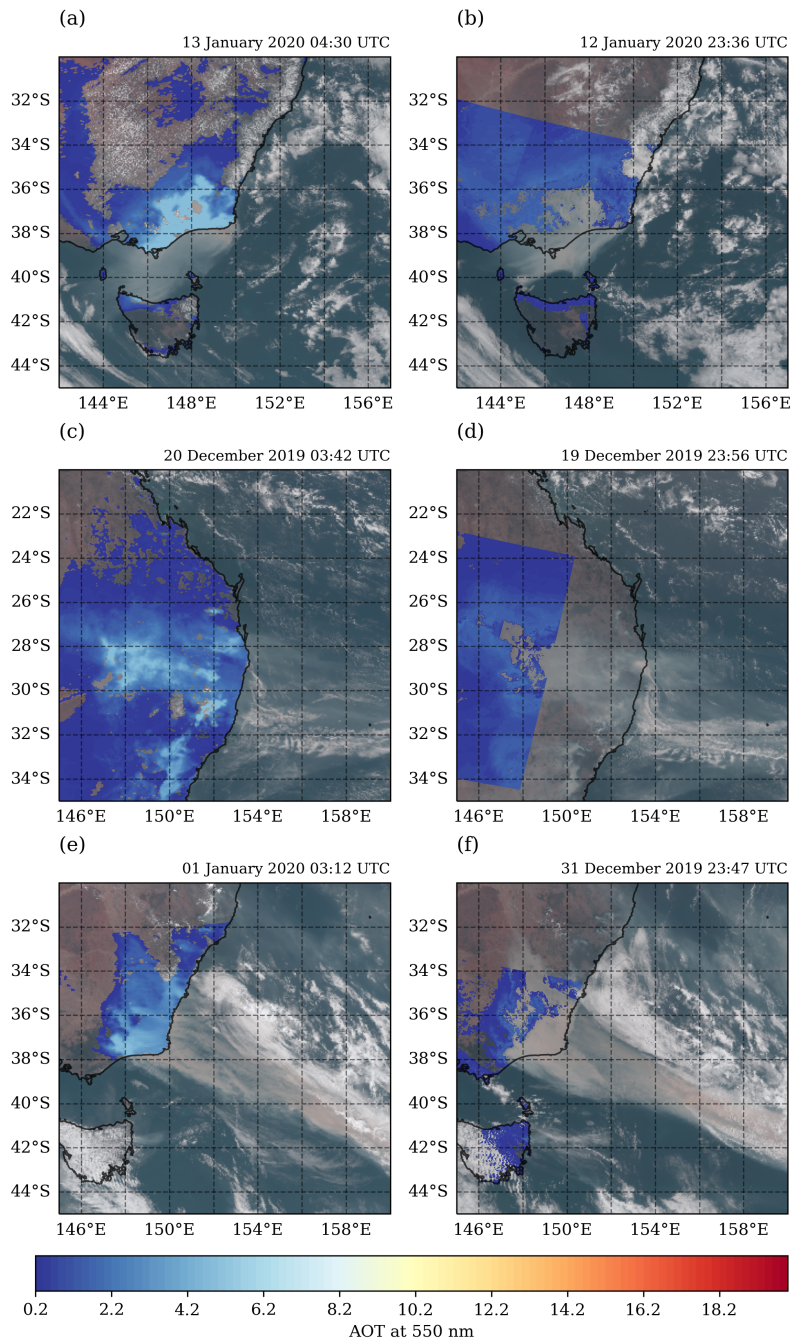 (a)
(b)
13 January 2020 04:30 UTC
12 January 2020 23:36 UTC
32°S
34°S
36°S
38°S
40°S
42°S
44°S
32°S
34°S
36°S
38°S
40°S
42°S
44°S
144°E 148°E 152°E 156°E
144°E 148°E 152°E 156°E
(c)
(d)
20 December 2019 03:42 UTC
19 December 2019 23:56 UTC
22°S
24°S
26°S
28°S
30°S
32°S
34°S
22°S
24°S
26°S
28°S
30°S
32°S
34°S
146°E 150°E 154°E 158°E
146°E 150°E 154°E 158°E
(e)
(f)
01 January 2020 03:12 UTC
31 December 2019 23:47 UTC
32°S
34°S
36°S
38°S
40°S
42°S
44°S
32°S
34°S
36°S
38°S
40°S
42°S
44°S
146°E 150°E 154°E 158°E
146°E 150°E 154°E 158°E
0.2 2.2 4.2 6.2 8.2 10.2 12.2 14.2 16.2 18.2
AOT at 550 nm